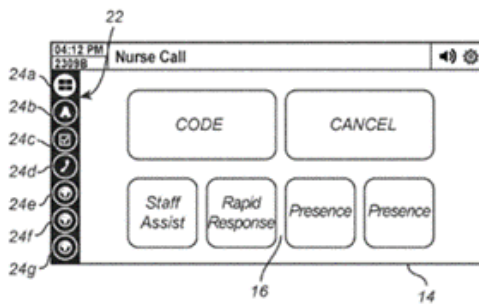 22
04:12 PM
2309B
Nurse Call
24a
24b
A
24c
24d
24e
24f
24g
CODE
CANCEL
Staff
Assist
Rapid
Response
Presence
Presence
16
14